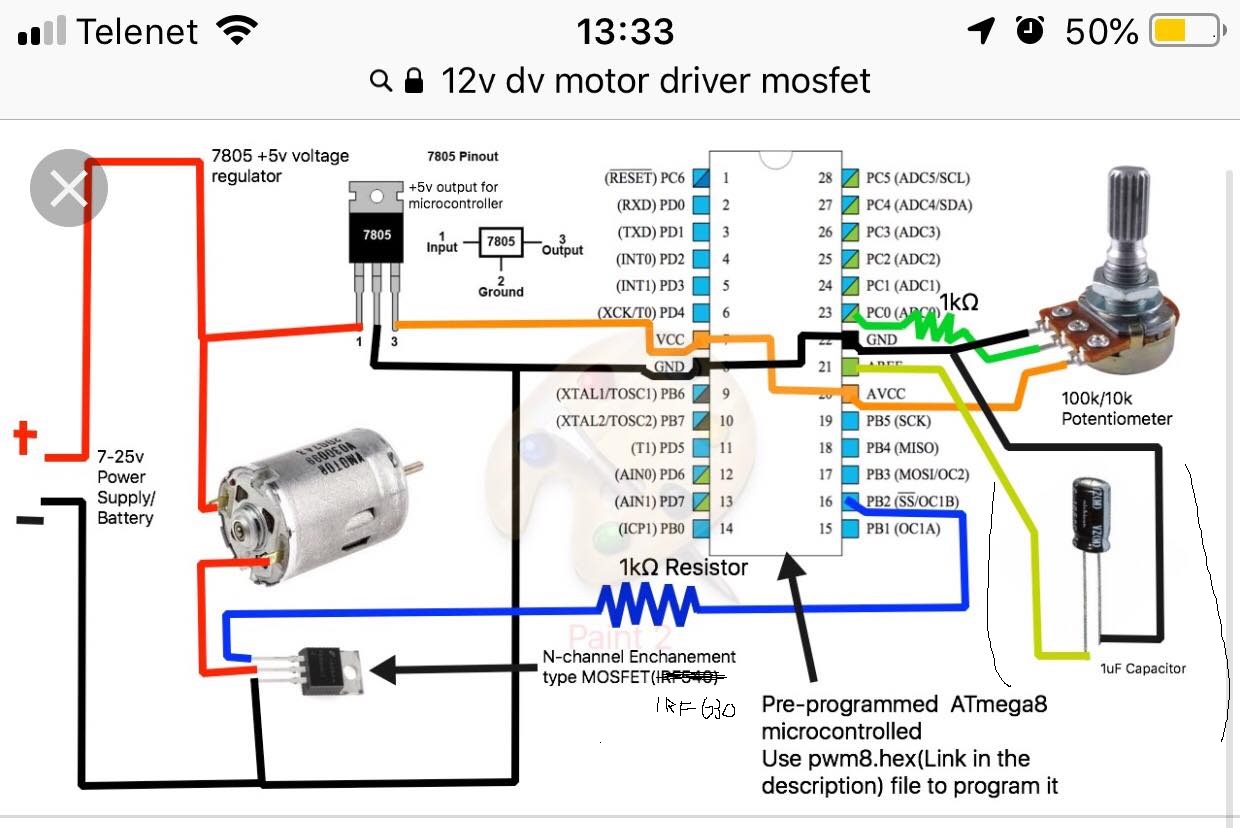 Telenet 13:33 50%
12v dv motor driver mosfet
7805 +5v voltage
regulator
7805 Pinout
+5v output for
microcontroller
7805
1
Input
7805
3
Output
2
Ground
1 3
(RESET) PC6 1
(RXD) PD0 2
(TXD) PD1 3
(INT0) PD2 4
(INT1) PD3 5
(XCK/T0) PD4 6
VCC 7
GND 8
(XTAL1/TOSC1) PB6 9
(XTAL2/TOSC2) PB7 10
(T1) PD5 11
(AIN0) PD6 12
(AIN1) PD7 13
(ICP1) PB0 14
28 PC5 (ADC5/SCL)
27 PC4 (ADC4/SDA)
26 PC3 (ADC3)
25 PC2 (ADC2)
24 PC1 (ADC1)
23 PC0 (ADC0)
22 GND
21 AREF
20 AVCC
19 PB5 (SCK)
18 PB4 (MISO)
17 PB3 (MOSI/OC2)
16 PB2 (SS/OC1B)
15 PB1 (OC1A)
1kΩ
100k/10k
Potentiometer
+
7-25v
Power
Supply/
Battery
−
1kΩ Resistor
Paint 2
N-channel Enchanement
type MOSFET(IRF540)
IRF630
1uF Capacitor
Pre-programmed ATmega8
microcontrolled
Use pwm8.hex(Link in the
description) file to program it